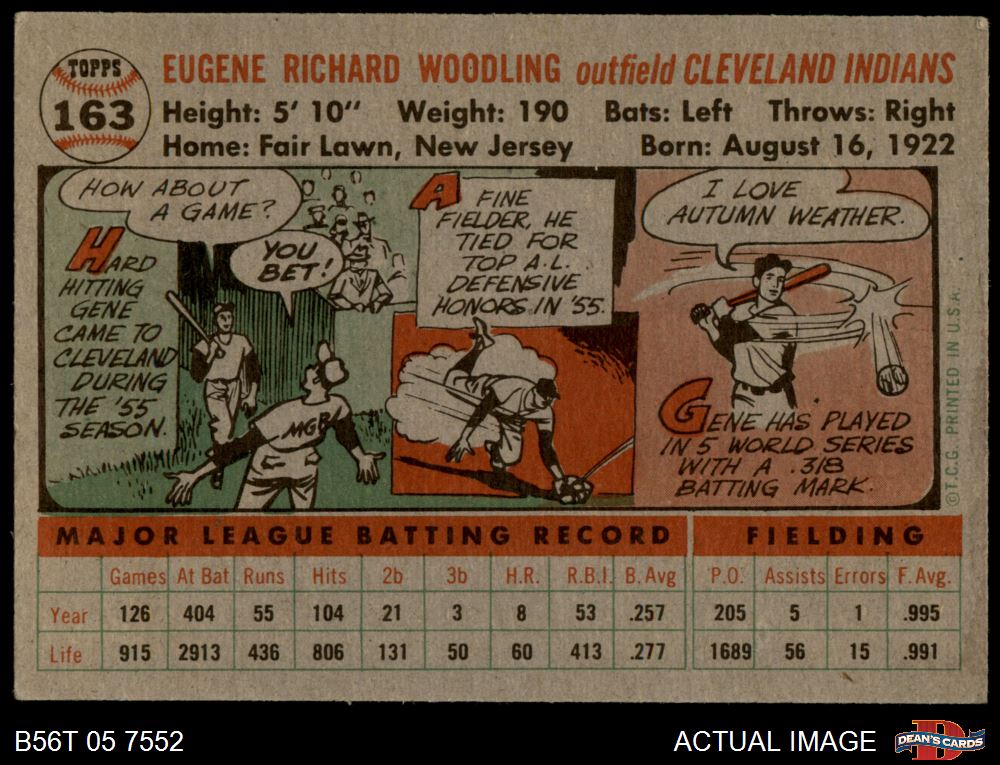 TOPPS
163
EUGENE RICHARD WOODLING outfield CLEVELAND INDIANS
Height: 5' 10" Weight: 190 Bats: Left Throws: Right
Home: Fair Lawn, New Jersey Born: August 16, 1922
HOW ABOUT
A GAME?
YOU
BET!
HARD
HITTING
GENE
CAME TO
CLEVELAND
DURING
THE '55
SEASON.
MGR
A FINE
FIELDER, HE
TIED FOR
TOP A.L.
DEFENSIVE
HONORS IN '55.
I LOVE
AUTUMN WEATHER.
GENE HAS PLAYED
IN 5 WORLD SERIES
WITH A .318
BATTING MARK.
©T.C.G. PRINTED IN U.S.A.
MAJOR LEAGUE BATTING RECORD FIELDING
Games At Bat Runs Hits 2b 3b H.R. R.B.I. B. Avg P.O. Assists Errors F. Avg.
Year 126 404 55 104 21 3 8 53 .257 205 5 1 .995
Life 915 2913 436 806 131 50 60 413 .277 1689 56 15 .991
B56T 05 7552 ACTUAL IMAGE DEAN'S CARDS